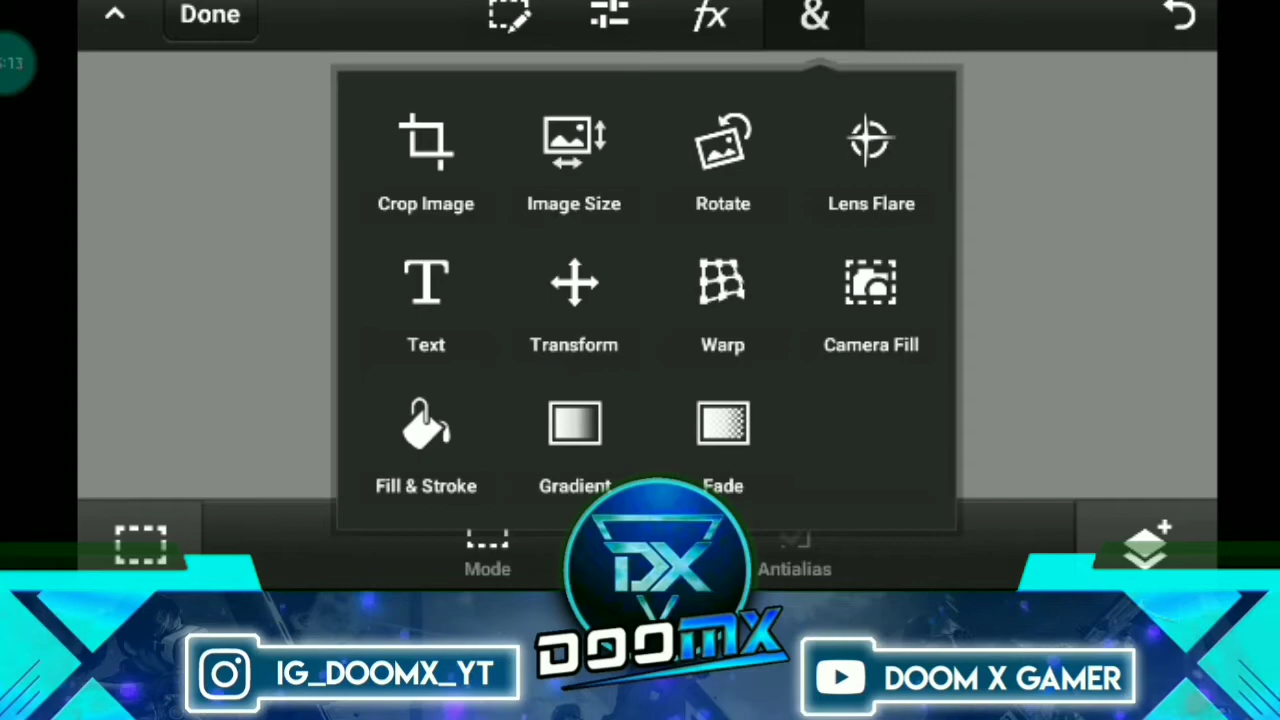 Done
fx
&
:13
Crop Image
Image Size
Rotate
Lens Flare
Text
Transform
Warp
Camera Fill
Fill & Stroke
Gradient
Fade
Mode
Antialias
DX
DOOMX
IG_DOOMX_YT
DOOM X GAMER